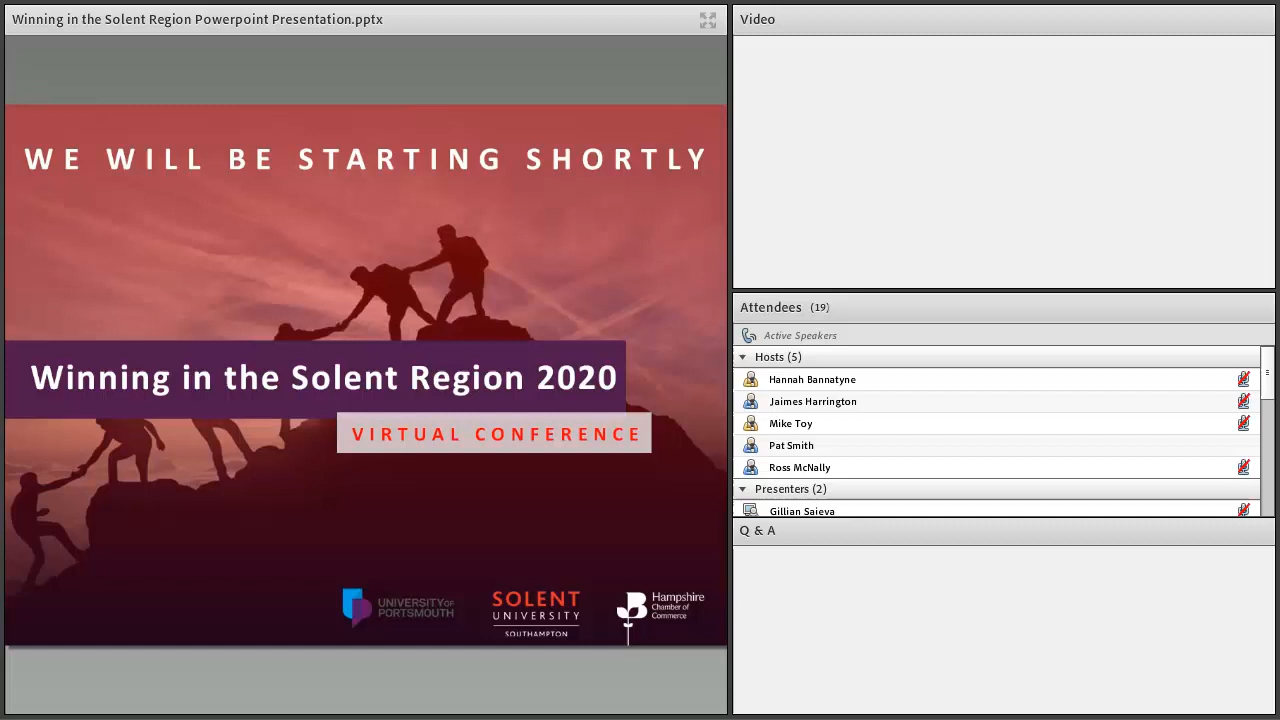 Winning in the Solent Region Powerpoint Presentation.pptx
WE WILL BE STARTING SHORTLY
Winning in the Solent Region 2020
VIRTUAL CONFERENCE
UNIVERSITY OF
PORTSMOUTH
SOLENT
UNIVERSITY
SOUTHAMPTON
Hampshire
Chamber of
Commerce
Video
Attendees (19)
Active Speakers
Hosts (5)
Hannah Bannatyne
Jaimes Harrington
Mike Toy
Pat Smith
Ross McNally
Presenters (2)
Gillian Saieva
Q & A